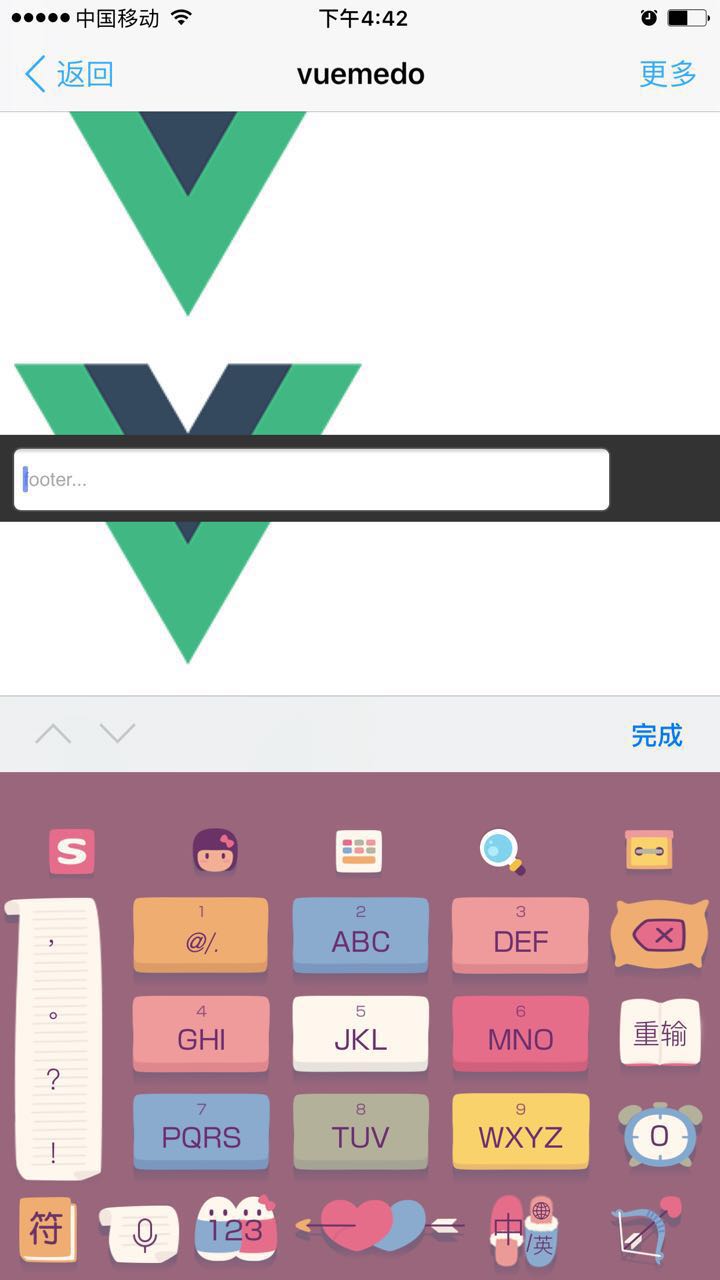 中国移动 下午4:42
返回 vuemedo 更多
footer...
完成
S
1 2 3
@/. ABC DEF
,
。
?
!
4 5 6
GHI JKL MNO 重输
7 8 9
PQRS TUV WXYZ 0
符 123 中/英